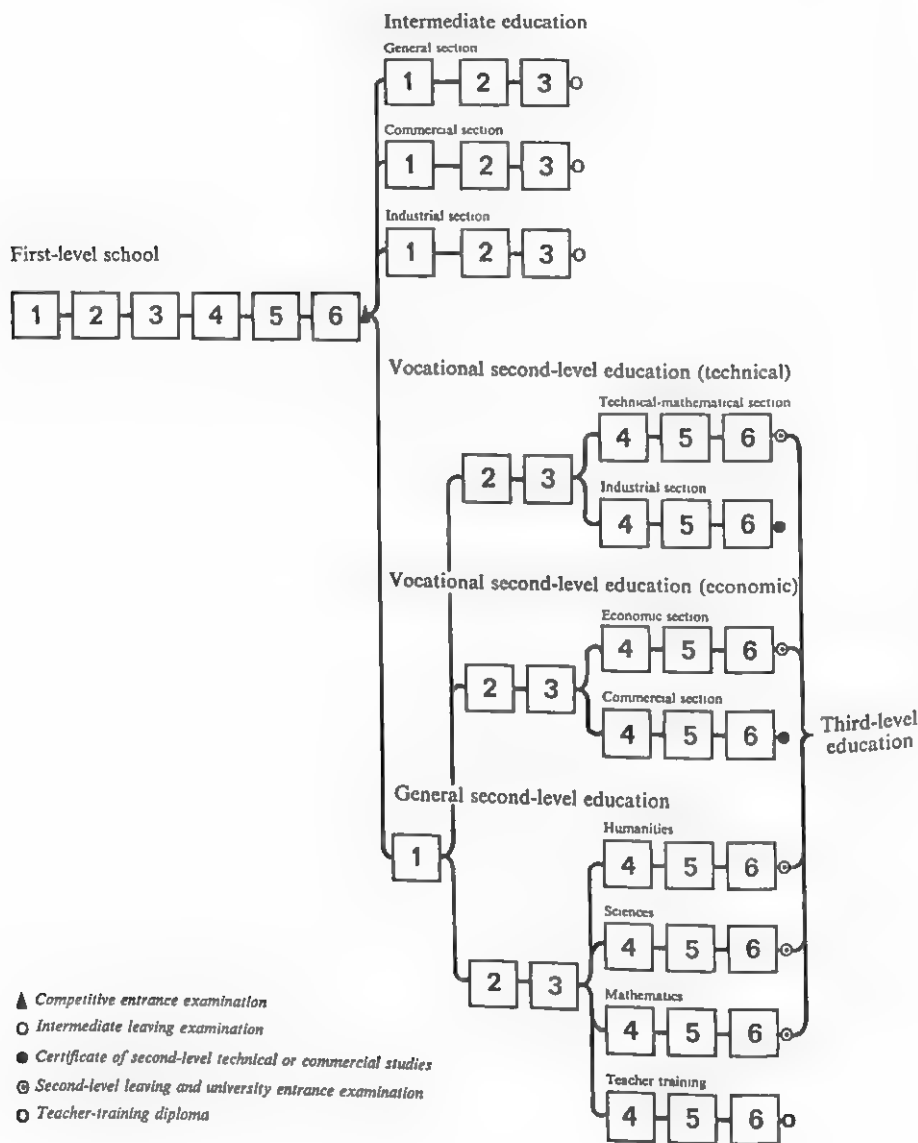 Intermediate education
General section
1 2 3
Commercial section
1 2 3
Industrial section
1 2 3
First-level school
1 2 3 4 5 6
Vocational second-level education (technical)
Technical-mathematical section
4 5 6
2 3
Industrial section
4 5 6
Vocational second-level education (economic)
Economic section
4 5 6
2 3
Commercial section
4 5 6
Third-level
education
General second-level education
1
Humanities
4 5 6
Sciences
4 5 6
2 3
Mathematics
4 5 6
Teacher training
4 5 6
Competitive entrance examination
Intermediate leaving examination
Certificate of second-level technical or commercial studies
Second-level leaving and university entrance examination
Teacher-training diploma